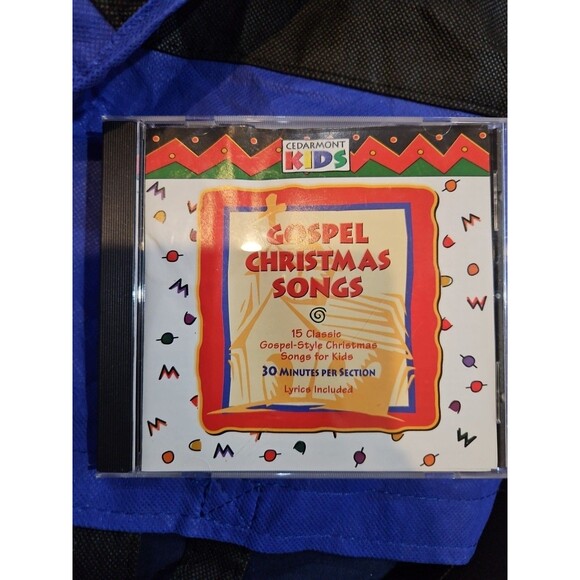 CEDARMONT
KIDS
GOSPEL
CHRISTMAS
SONGS
15 Classic
Gospel-Style Christmas
Songs for Kids
30 MINUTES PER SECTION
Lyrics Included